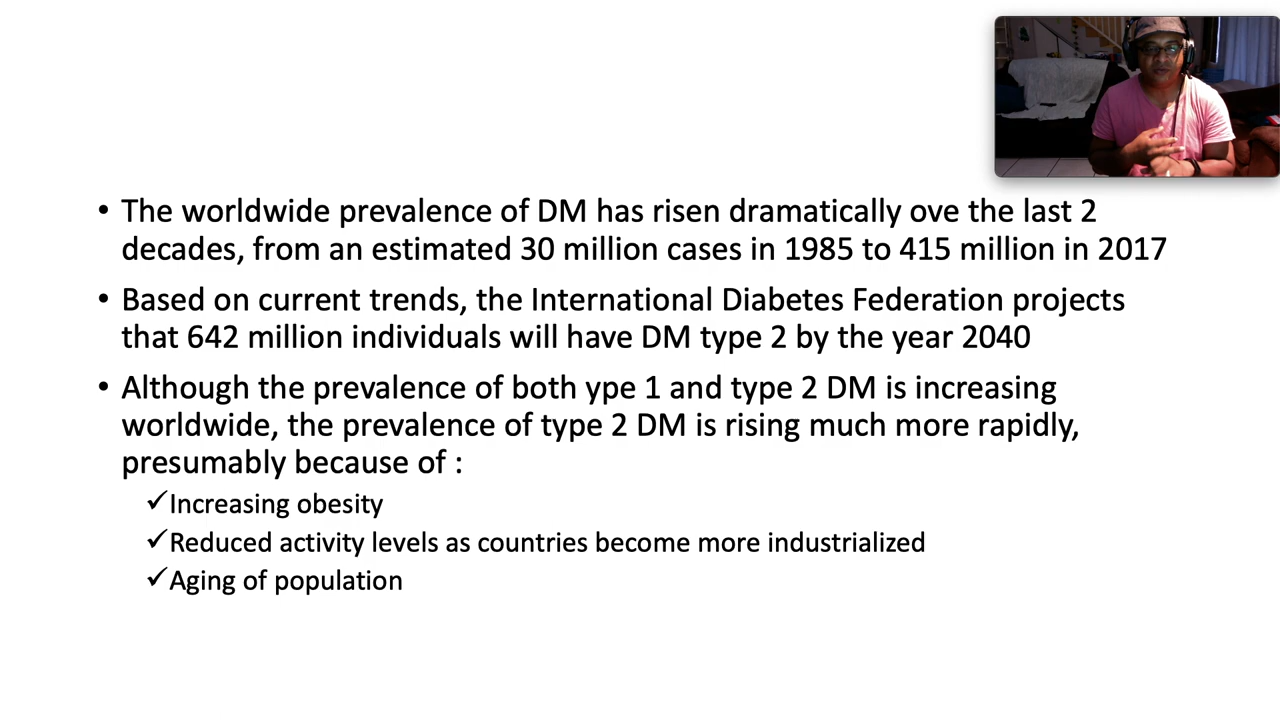 • The worldwide prevalence of DM has risen dramatically ove the last 2
decades, from an estimated 30 million cases in 1985 to 415 million in 2017
• Based on current trends, the International Diabetes Federation projects
that 642 million individuals will have DM type 2 by the year 2040
• Although the prevalence of both ype 1 and type 2 DM is increasing
worldwide, the prevalence of type 2 DM is rising much more rapidly,
presumably because of :
✓Increasing obesity
✓Reduced activity levels as countries become more industrialized
✓Aging of population